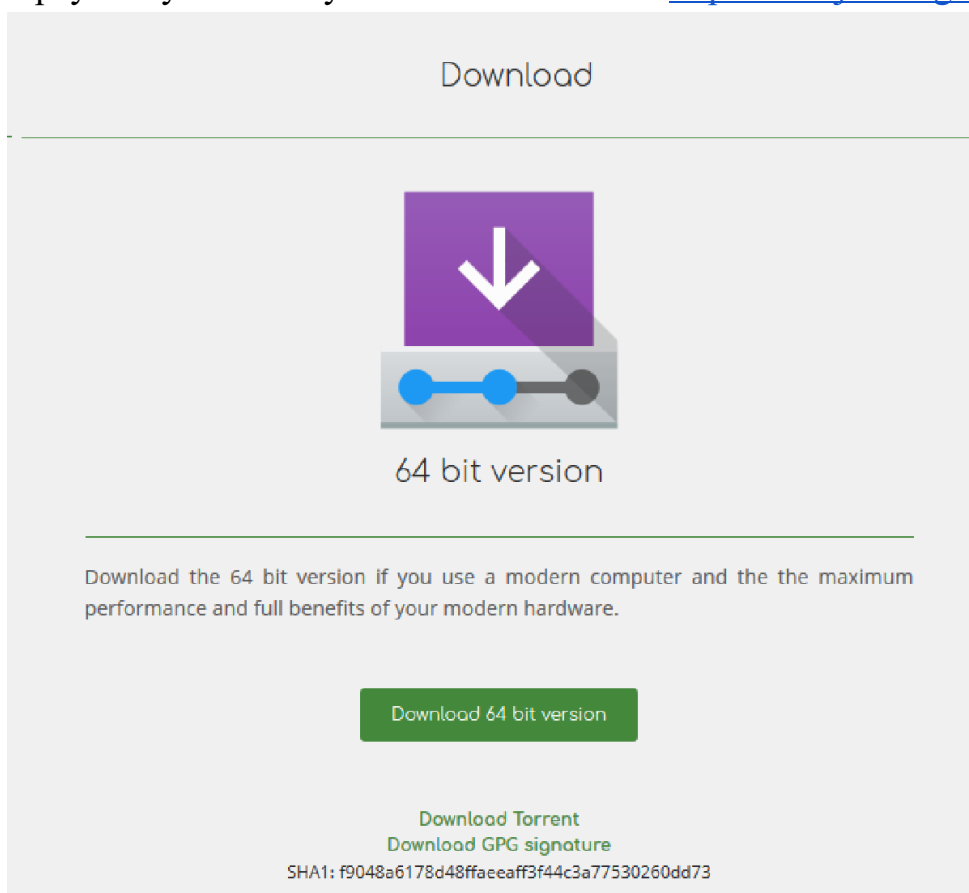 Download
64 bit version
Download the 64 bit version if you use a modern computer and the the maximum
performance and full benefits of your modern hardware.
Download 64 bit version
Download Torrent
Download GPG signature
SHA1: f9048a6178d48ffaeeaff3f44c3a77530260dd73